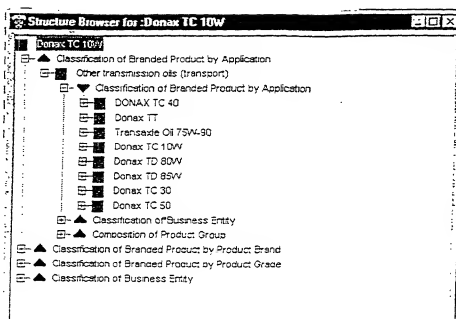 Structure Browser for :Donax TC 10W
Donax TC 10W
Classification of Branded Product by Application
Other transmission oils (transport)
Classification of Branded Product by Application
DONAX TC 40
Donax TT
Transaxle Oil 75W-90
Donax TC 10W
Donax TD 80W
Donax TD 85W
Donax TC 30
Donax TC 50
Classification of Business Entity
Composition of Product Group
Classification of Branded Product by Product Brand
Classification of Branded Product by Product Grade
Classification of Business Entity